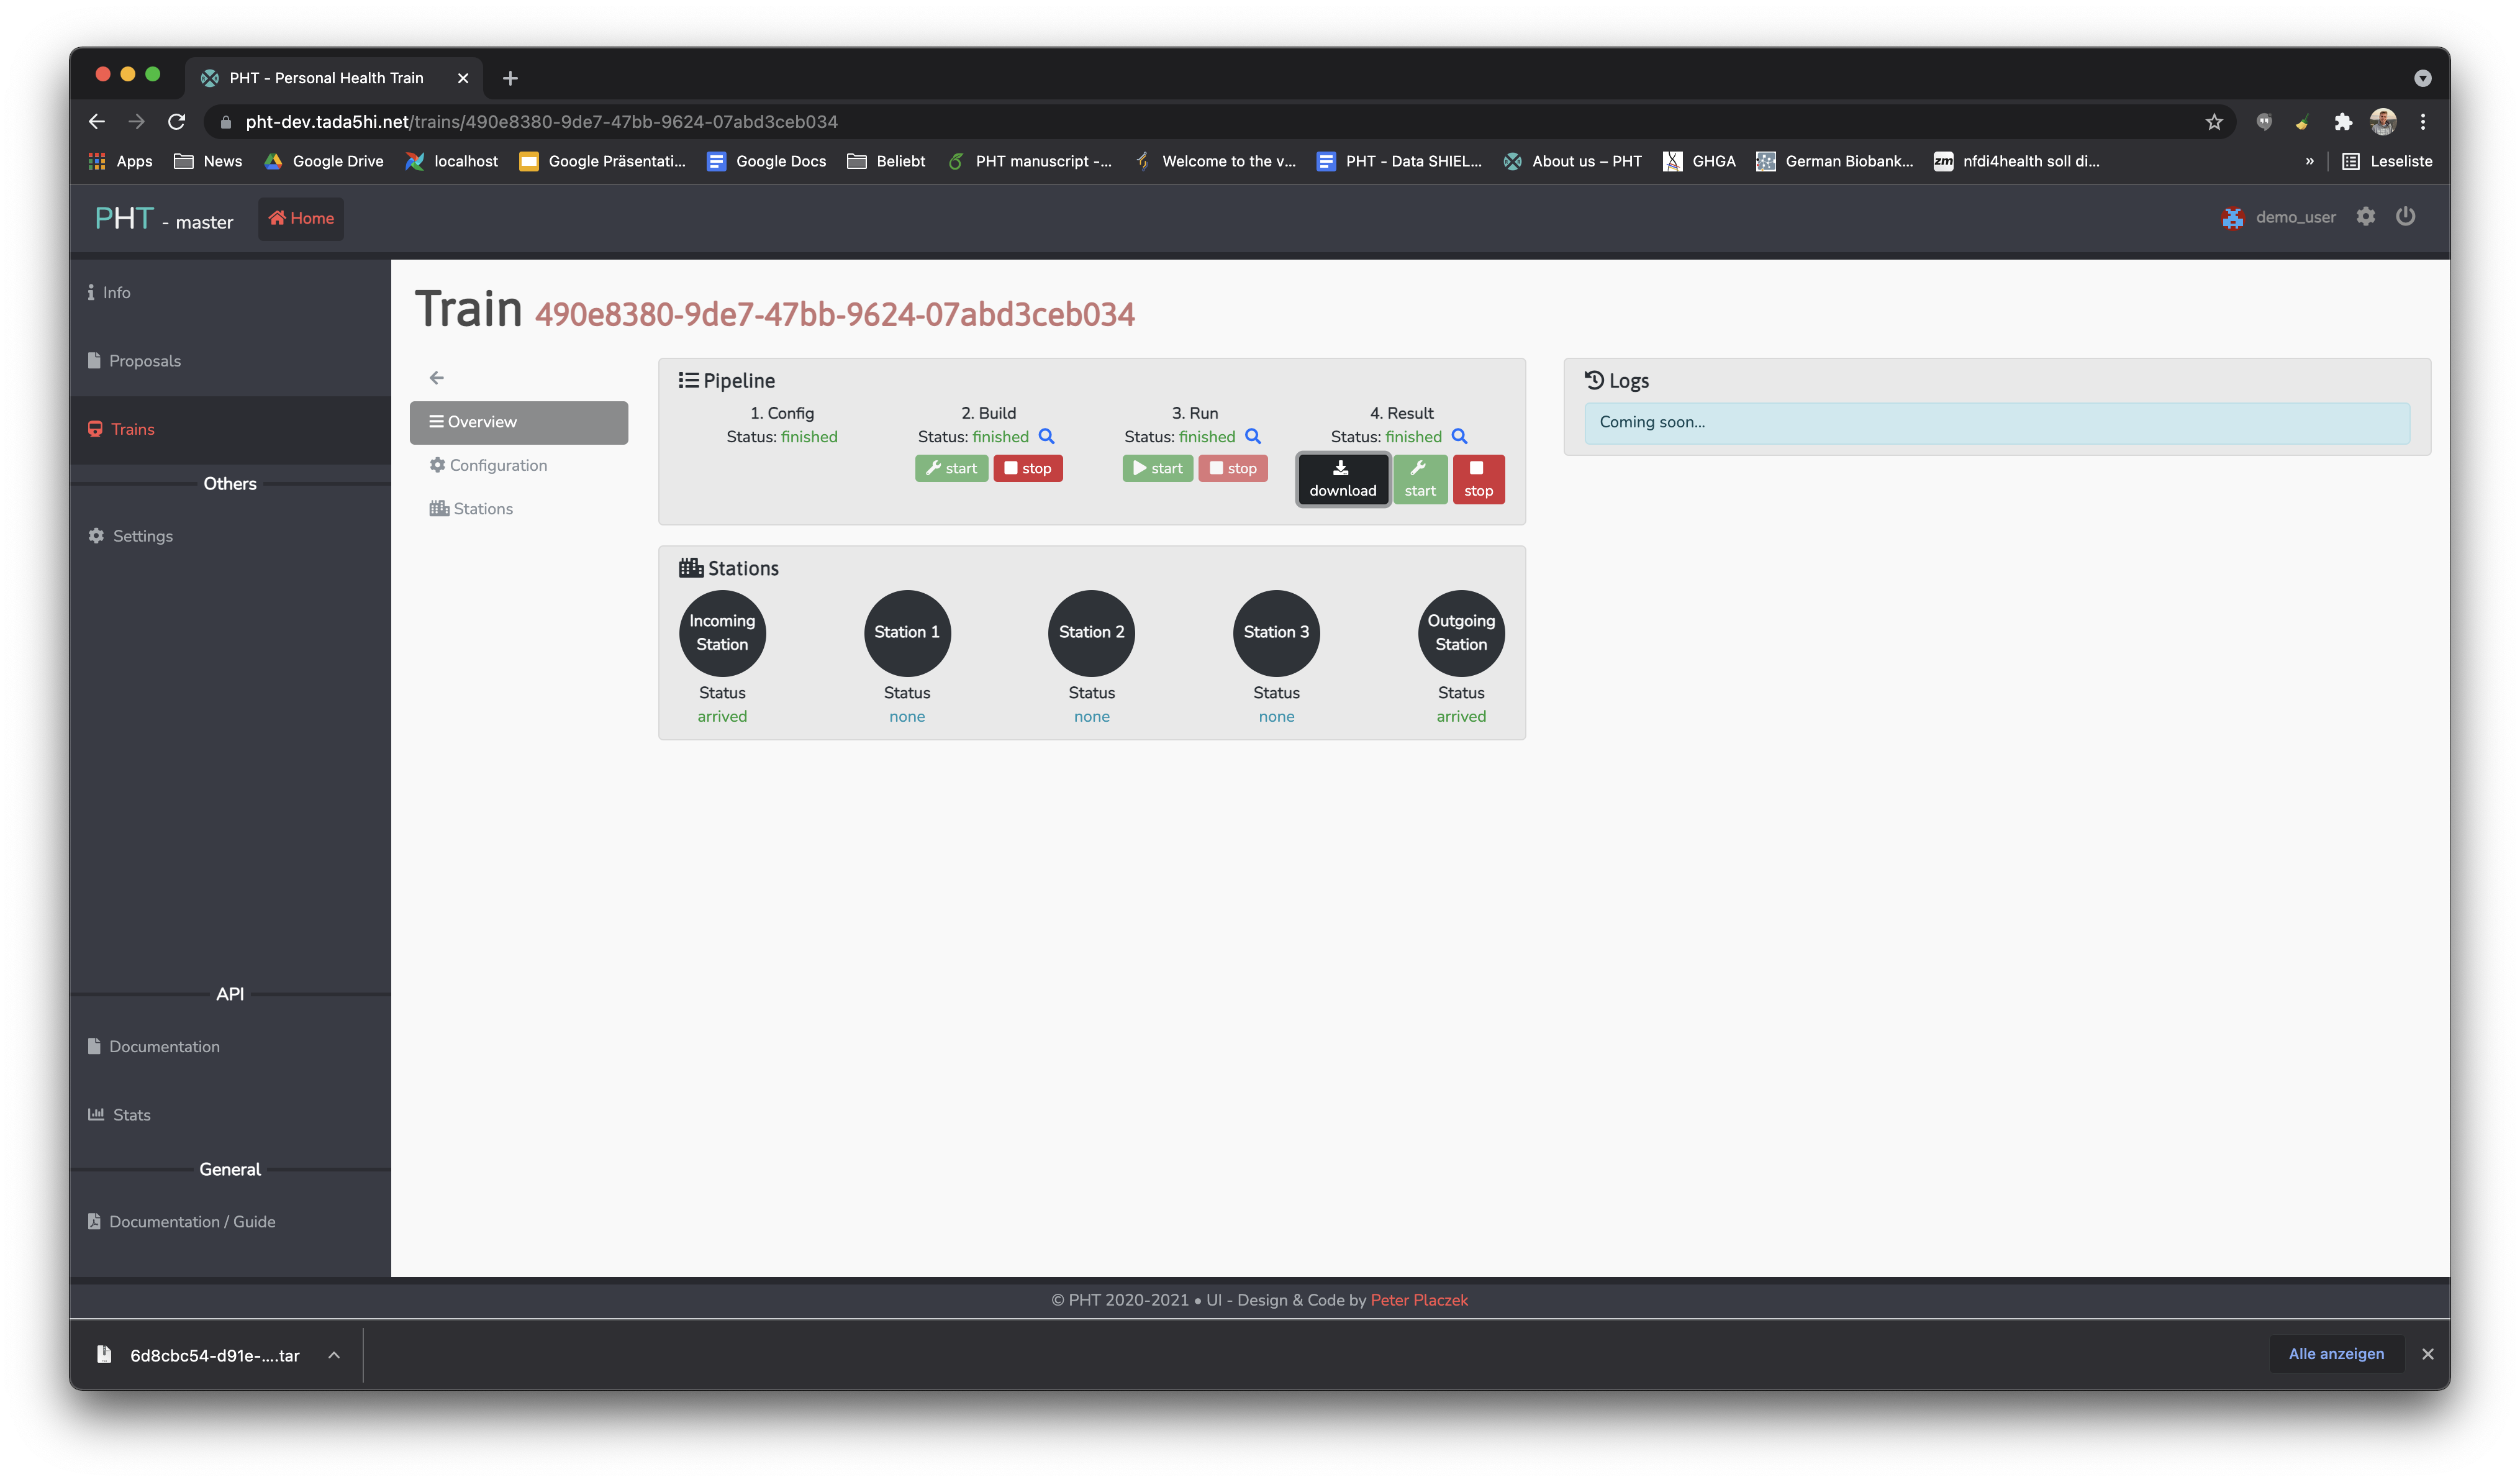 PHT - Personal Health Train
pht-dev.tada5hi.net/trains/490e8380-9de7-47bb-9624-07abd3ceb034
Apps News Google Drive localhost Google Präsentati... Google Docs Beliebt PHT manuscript -... Welcome to the v... PHT - Data SHIEL... About us – PHT GHGA German Biobank... zm nfdi4health soll di... » Leseliste
PHT - master Home demo_user
Info
Proposals
Trains
Others
Settings
API
Documentation
Stats
General
Documentation / Guide
Train 490e8380-9de7-47bb-9624-07abd3ceb034
Overview
Configuration
Stations
Pipeline
1. Config
Status: finished
2. Build
Status: finished
start stop
3. Run
Status: finished
start stop
4. Result
Status: finished
download start stop
Logs
Coming soon...
Stations
Incoming
Station
Status
arrived
Station 1
Status
none
Station 2
Status
none
Station 3
Status
none
Outgoing
Station
Status
arrived
© PHT 2020-2021 • UI - Design & Code by Peter Placzek
6d8cbc54-d91e-....tar
Alle anzeigen